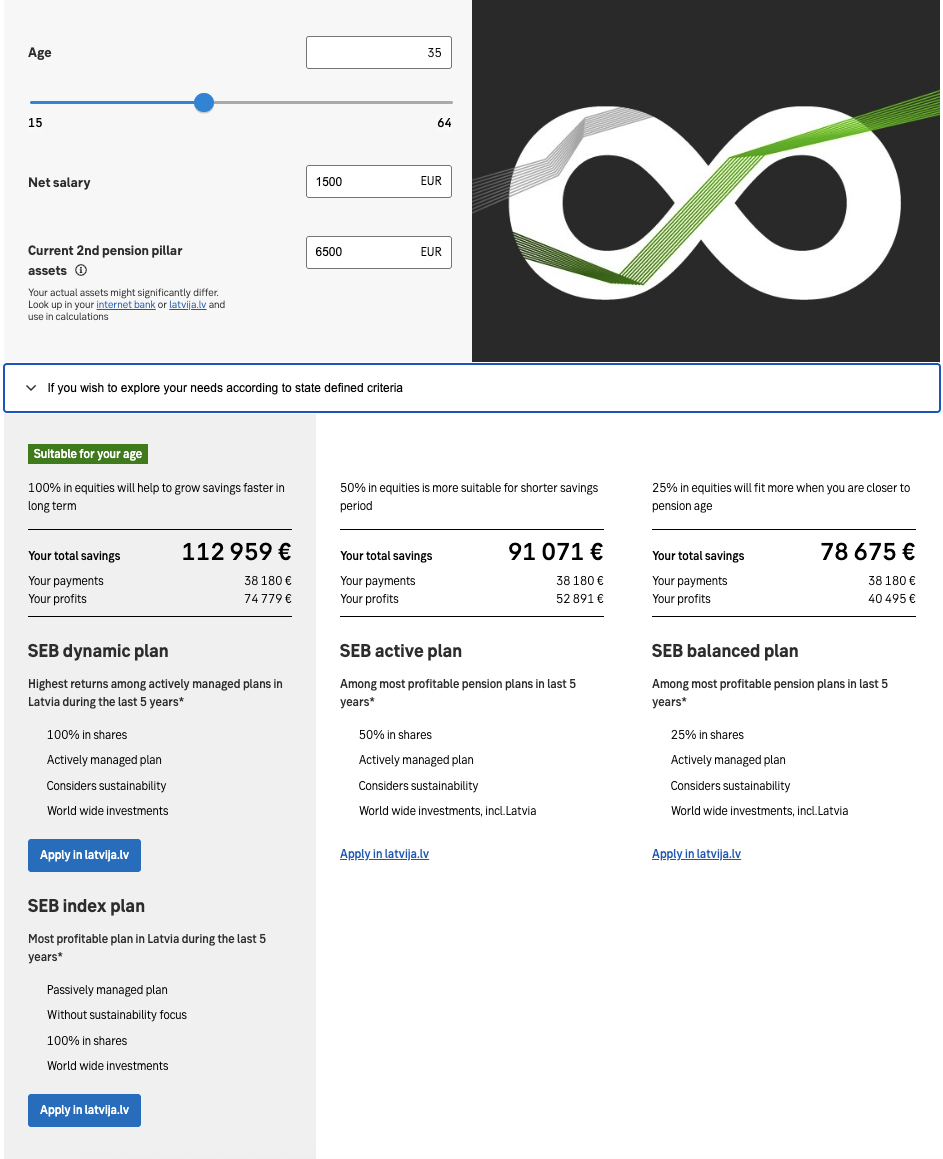 Age
35
15
64
Net salary
1500 EUR
Current 2nd pension pillar
assets
6500 EUR
Your actual assets might significantly differ.
Look up in your internet bank or latvija.lv and
use in calculations
If you wish to explore your needs according to state defined criteria
Suitable for your age
100% in equities will help to grow savings faster in
long term
Your total savings 112 959 €
Your payments 38 180 €
Your profits 74 779 €
SEB dynamic plan
Highest returns among actively managed plans in
Latvia during the last 5 years*
100% in shares
Actively managed plan
Considers sustainability
World wide investments
Apply in latvija.lv
SEB index plan
Most profitable plan in Latvia during the last 5
years*
Passively managed plan
Without sustainability focus
100% in shares
World wide investments
Apply in latvija.lv
50% in equities is more suitable for shorter savings
period
Your total savings 91 071 €
Your payments 38 180 €
Your profits 52 891 €
SEB active plan
Among most profitable pension plans in last 5
years*
50% in shares
Actively managed plan
Considers sustainability
World wide investments, incl.Latvia
Apply in latvija.lv
25% in equities will fit more when you are closer to
pension age
Your total savings 78 675 €
Your payments 38 180 €
Your profits 40 495 €
SEB balanced plan
Among most profitable pension plans in last 5
years*
25% in shares
Actively managed plan
Considers sustainability
World wide investments, incl.Latvia
Apply in latvija.lv